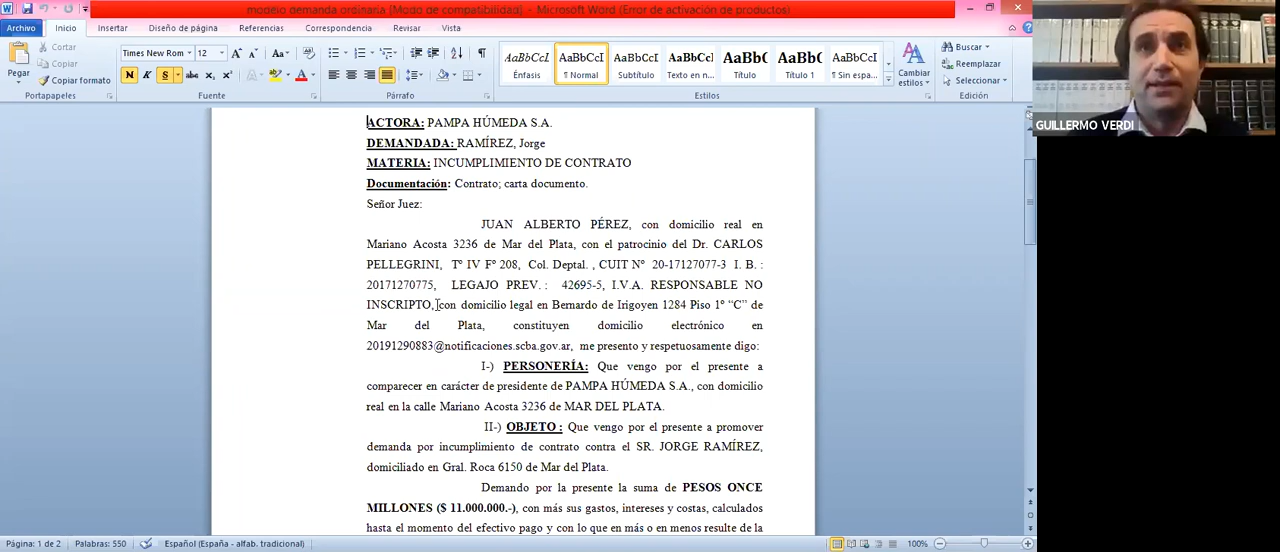 modelo demanda ordinaria [Modo de compatibilidad] - Microsoft Word (Error de activación de productos)
Archivo Inicio Insertar Diseño de página Referencias Correspondencia Revisar Vista
Cortar
Copiar
Copiar formato
Pegar
Portapapeles
Times New Rom 12
Fuente
Párrafo
AaBbCcI AaBbCcI AaBbCcI AaBbCcI AaBbC AaBbC AaBbCcI
Énfasis ¶ Normal Subtítulo Texto en n... Título Título 1 ¶ Sin espa...
Cambiar estilos
Estilos
Buscar
Reemplazar
Seleccionar
Edición
GUILLERMO VERDI
ACTORA: PAMPA HÚMEDA S.A.
DEMANDADA: RAMÍREZ, Jorge
MATERIA: INCUMPLIMIENTO DE CONTRATO
Documentación: Contrato; carta documento.
Señor Juez:
JUAN ALBERTO PÉREZ, con domicilio real en
Mariano Acosta 3236 de Mar del Plata, con el patrocinio del Dr. CARLOS
PELLEGRINI, Tº IV Fº 208, Col. Deptal. , CUIT Nº 20-17127077-3 I. B. :
20171270775, LEGAJO PREV. : 42695-5, I.V.A. RESPONSABLE NO
INSCRIPTO, con domicilio legal en Bernardo de Irigoyen 1284 Piso 1º “C” de
Mar del Plata, constituyen domicilio electrónico en
20191290883@notificaciones.scba.gov.ar, me presento y respetuosamente digo:
I-) PERSONERÍA: Que vengo por el presente a
comparecer en carácter de presidente de PAMPA HÚMEDA S.A., con domicilio
real en la calle Mariano Acosta 3236 de MAR DEL PLATA.
II-) OBJETO : Que vengo por el presente a promover
demanda por incumplimiento de contrato contra el SR. JORGE RAMÍREZ,
domiciliado en Gral. Roca 6150 de Mar del Plata.
Demando por la presente la suma de PESOS ONCE
MILLONES ($ 11.000.000.-), con más sus gastos, intereses y costas, calculados
hasta el momento del efectivo pago y con lo que en más o en menos resulte de la
Página: 1 de 2 Palabras: 550 Español (España - alfab. tradicional) 100%